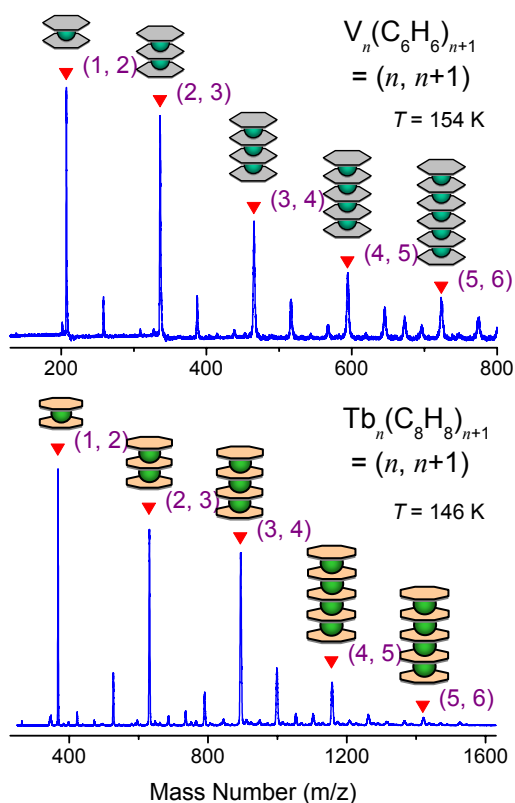 V_n(C_6H_6)_{n+1}
= (n, n+1)
T = 154 K
(1, 2)
(2, 3)
(3, 4)
(4, 5)
(5, 6)
200 400 600 800
Tb_n(C_8H_8)_{n+1}
= (n, n+1)
T = 146 K
(1, 2)
(2, 3)
(3, 4)
(4, 5)
(5, 6)
400 800 1200 1600
Mass Number (m/z)